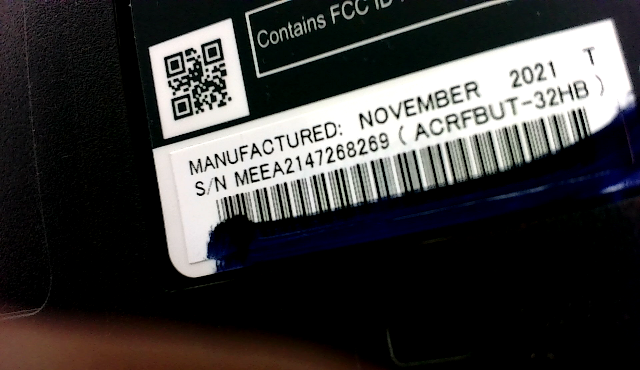 Contains FCC ID
MANUFACTURED: NOVEMBER 2021 T
S/N MEEA2147268269 ( ACRFBUT-32HB )